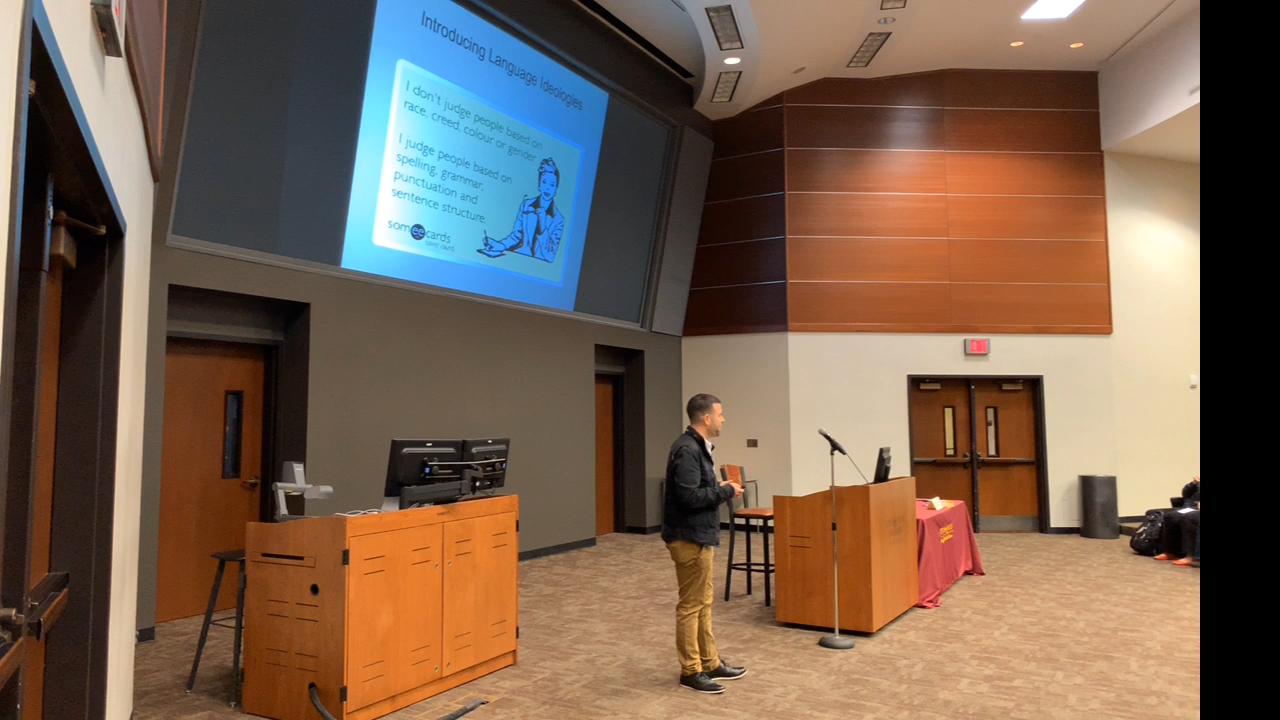 Introducing Language Ideologies
I don't judge people based on
race, creed, colour or gender
I judge people based on
spelling, grammar,
punctuation and
sentence structure.
someecards